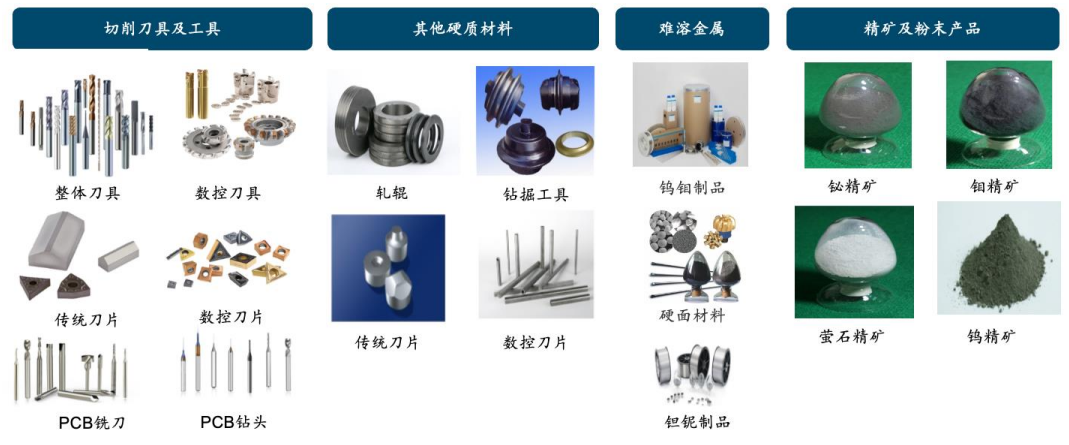 切削刀具及工具
其他硬质材料
难溶金属
精矿及粉末产品
整体刀具
数控刀具
轧辊
钻掘工具
钨钼制品
铋精矿
钼精矿
传统刀片
数控刀片
传统刀片
数控刀片
硬面材料
萤石精矿
钨精矿
PCB铣刀
PCB钻头
钽铌制品